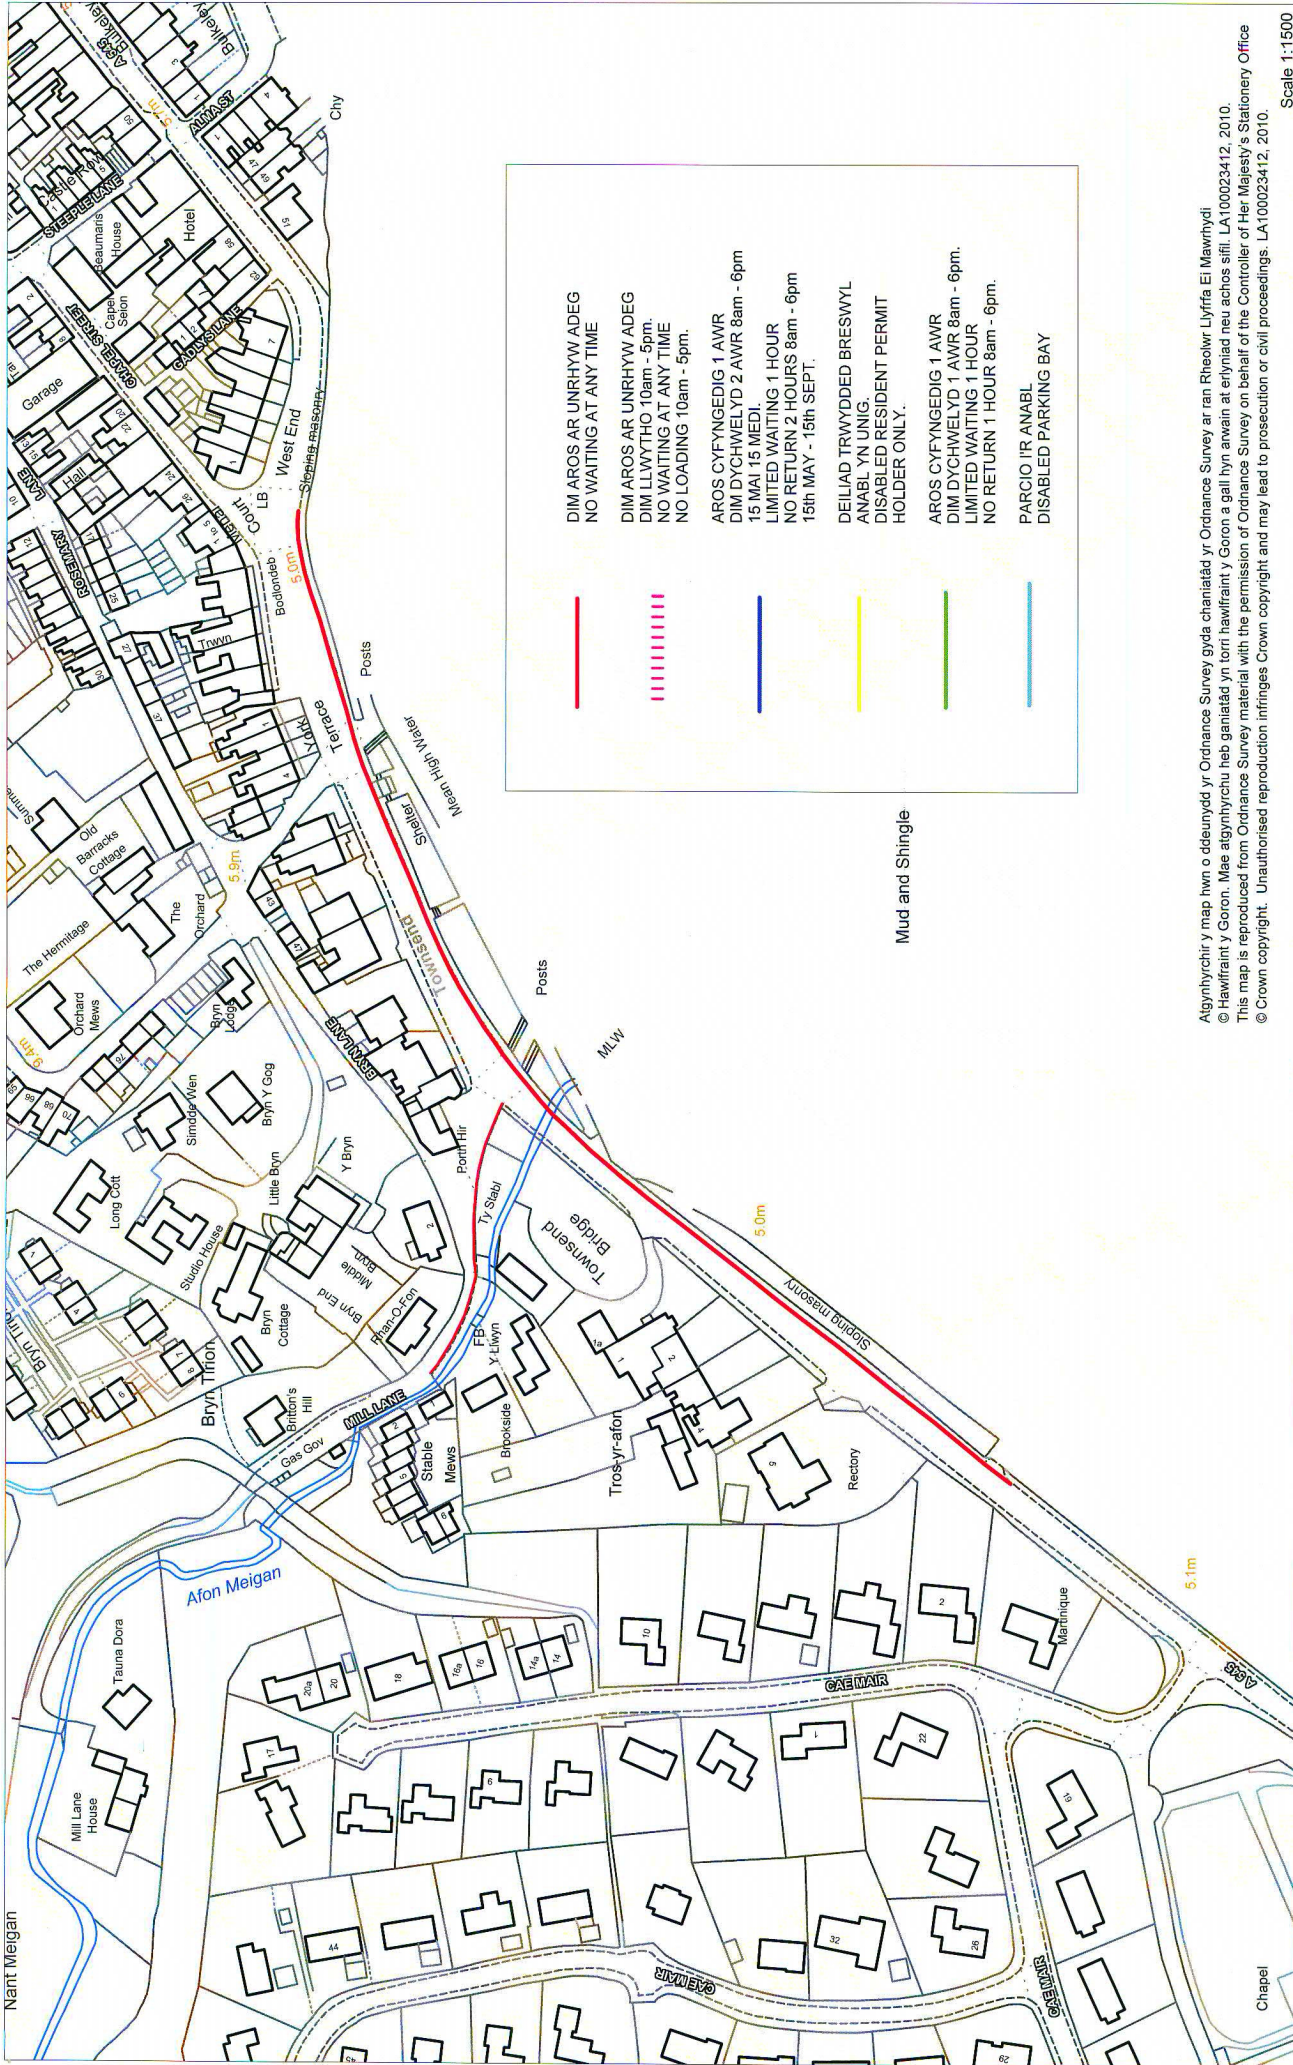 Nant Meigan
Mill Lane
House
Tauna Dora
Afon Meigan
Bryn Tirion
Britton's
Hill
Gas Gov
MILL LANE
Stable
Mews
Brookside
Y Llwyn
FB
Tros-yr-afon
Rectory
Martinique
CAE MAIR
CAE MAIR
CAE MAIR
Chapel
A 545
5.1m
5.0m
Sloping masonry
Townsend
Bridge
Ty Stabl
Porth Hir
Rhan-O-Fon
Bryn End
Middle
Bryn
Bryn
Cottage
Studio House
Little Bryn
Y Bryn
Long Cott
Simdde Wen
Bryn Y Gog
Bryn
Lodge
BRYN LANE
Orchard
Mews
The Hermitage
9.4m
The
Orchard
Old
Barracks
Cottage
5.9m
Townsend
MLW
Posts
Shelter
Mean High Water
Posts
York
Terrace
Trwyn
Bodlondeb
5.0m
Menai
Court
1 to 5
LB
West End
Sloping masonry
ROSEMARY
LANE
Hall
Garage
CHAPEL STREET
Capel
Seion
GADLYS LANE
Beaumaris
House
Hotel
STEEPLE LANE
Castle Row
5.7m
ALMA ST
A 545
Bulkeley
Bulkeley
Chy
Mud and Shingle
DIM AROS AR UNRHYW ADEG
NO WAITING AT ANY TIME
DIM AROS AR UNRHYW ADEG
DIM LLWYTHO 10am - 5pm.
NO WAITING AT ANY TIME
NO LOADING 10am - 5pm.
AROS CYFYNGEDIG 1 AWR
DIM DYCHWELYD 2 AWR 8am - 6pm
15 MAI 15 MEDI.
LIMITED WAITING 1 HOUR
NO RETURN 2 HOURS 8am - 6pm
15th MAY - 15th SEPT.
DEILIAD TRWYDDED BRESWYL
ANABL YN UNIG.
DISABLED RESIDENT PERMIT
HOLDER ONLY.
AROS CYFYNGEDIG 1 AWR
DIM DYCHWELYD 1 AWR 8am - 6pm.
LIMITED WAITING 1 HOUR
NO RETURN 1 HOUR 8am - 6pm.
PARCIO IR ANABL
DISABLED PARKING BAY
Atgynhyrchir y map hwn o ddeunydd yr Ordnance Survey gyda chaniatâd yr Ordnance Survey ar ran Rheolwr Llyfrfa Ei Mawrhydi
© Hawlfraint y Goron. Mae atgynhyrchu heb ganiatâd yn torri hawlfraint y Goron a gall hyn arwain at erlyniad neu achos sifil. LA100023412, 2010.
This map is reproduced from Ordnance Survey material with the permission of Ordnance Survey on behalf of the Controller of Her Majesty's Stationery Office
© Crown copyright. Unauthorised reproduction infringes Crown copyright and may lead to prosecution or civil proceedings. LA100023412, 2010.
Scale 1:1500